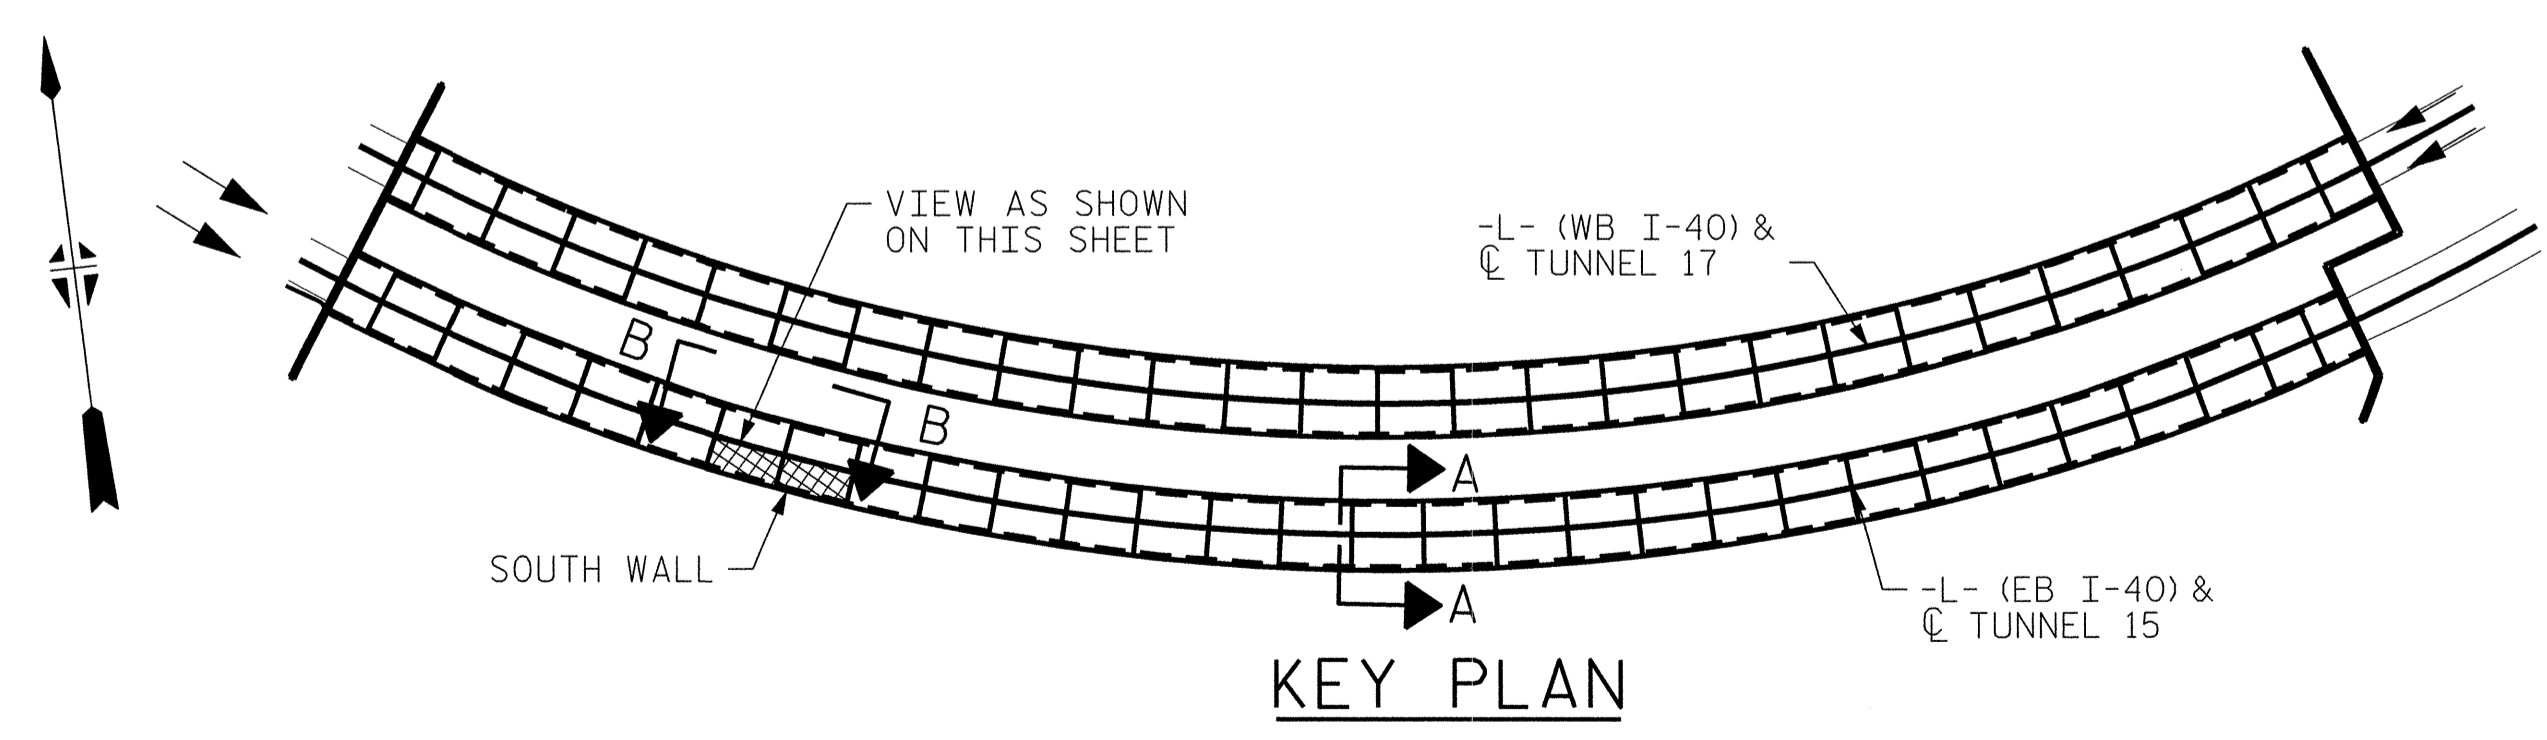 VIEW AS SHOWN
ON THIS SHEET
-L- (WB I-40) &
℄ TUNNEL 17
B
B
A
SOUTH WALL
A
-L- (EB I-40) &
℄ TUNNEL 15
KEY PLAN